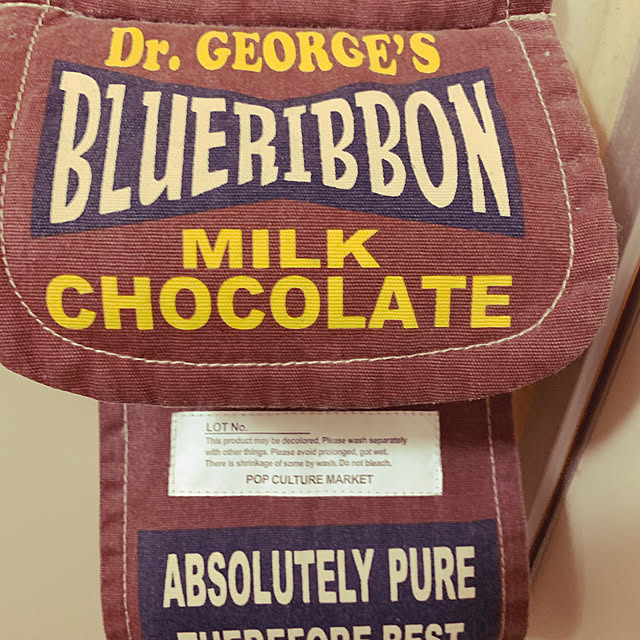 Dr. GEORGE'S
BLUERIBBON
MILK
CHOCOLATE
LOT No.
This product may be decolored. Please wash separately
with other things. Please avoid prolonged, got wet.
There is shrinkage of some by wash. Do not bleach.
POP CULTURE MARKET
ABSOLUTELY PURE
THEREFORE BEST